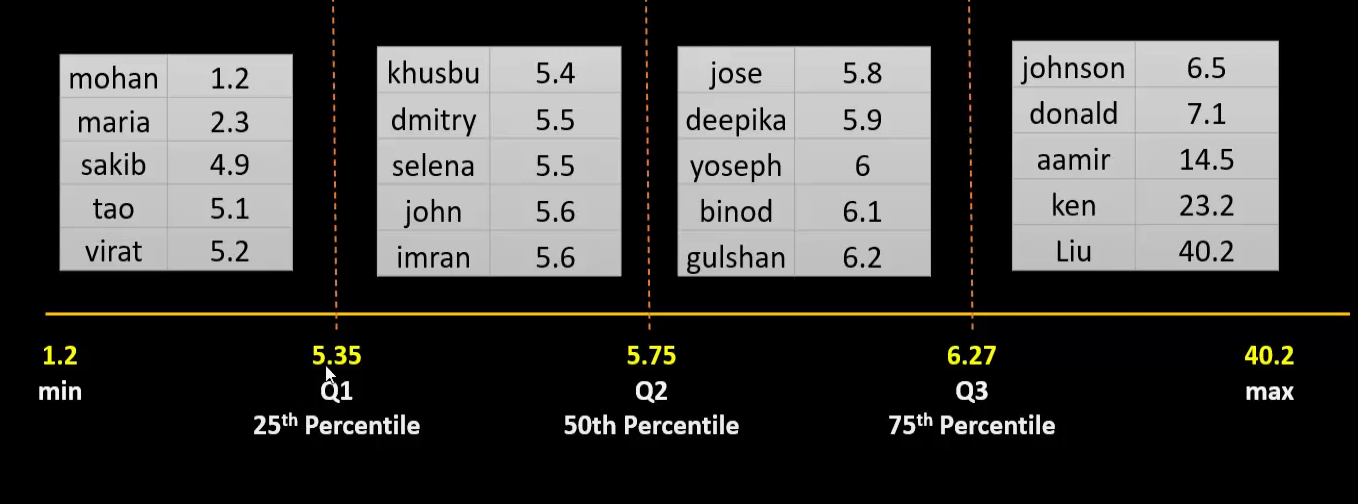 mohan 1.2
maria 2.3
sakib 4.9
tao 5.1
virat 5.2
khusbu 5.4
dmitry 5.5
selena 5.5
john 5.6
imran 5.6
jose 5.8
deepika 5.9
yoseph 6
binod 6.1
gulshan 6.2
johnson 6.5
donald 7.1
aamir 14.5
ken 23.2
Liu 40.2
1.2
min
5.35
Q1
25th Percentile
5.75
Q2
50th Percentile
6.27
Q3
75th Percentile
40.2
max